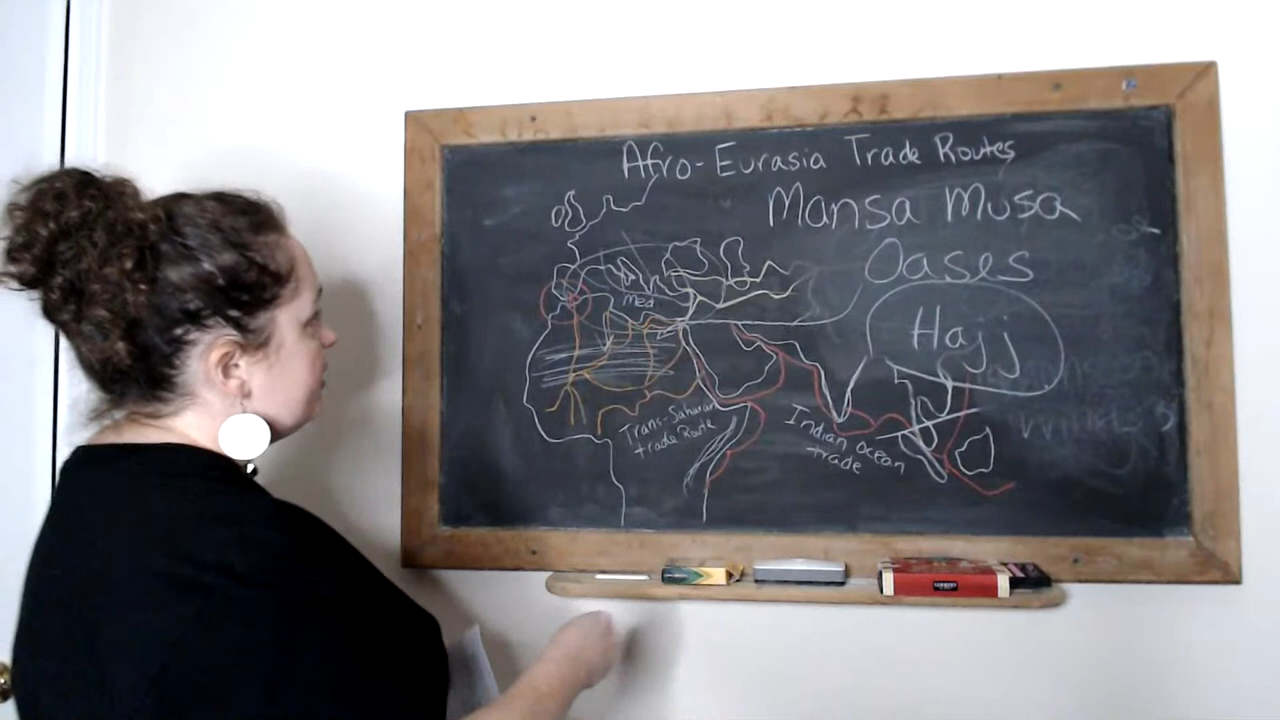 Afro-Eurasia Trade Routes
Mansa Musa
Oases
Hajj
Med
Trans-Saharan
trade Route
Indian Ocean
trade